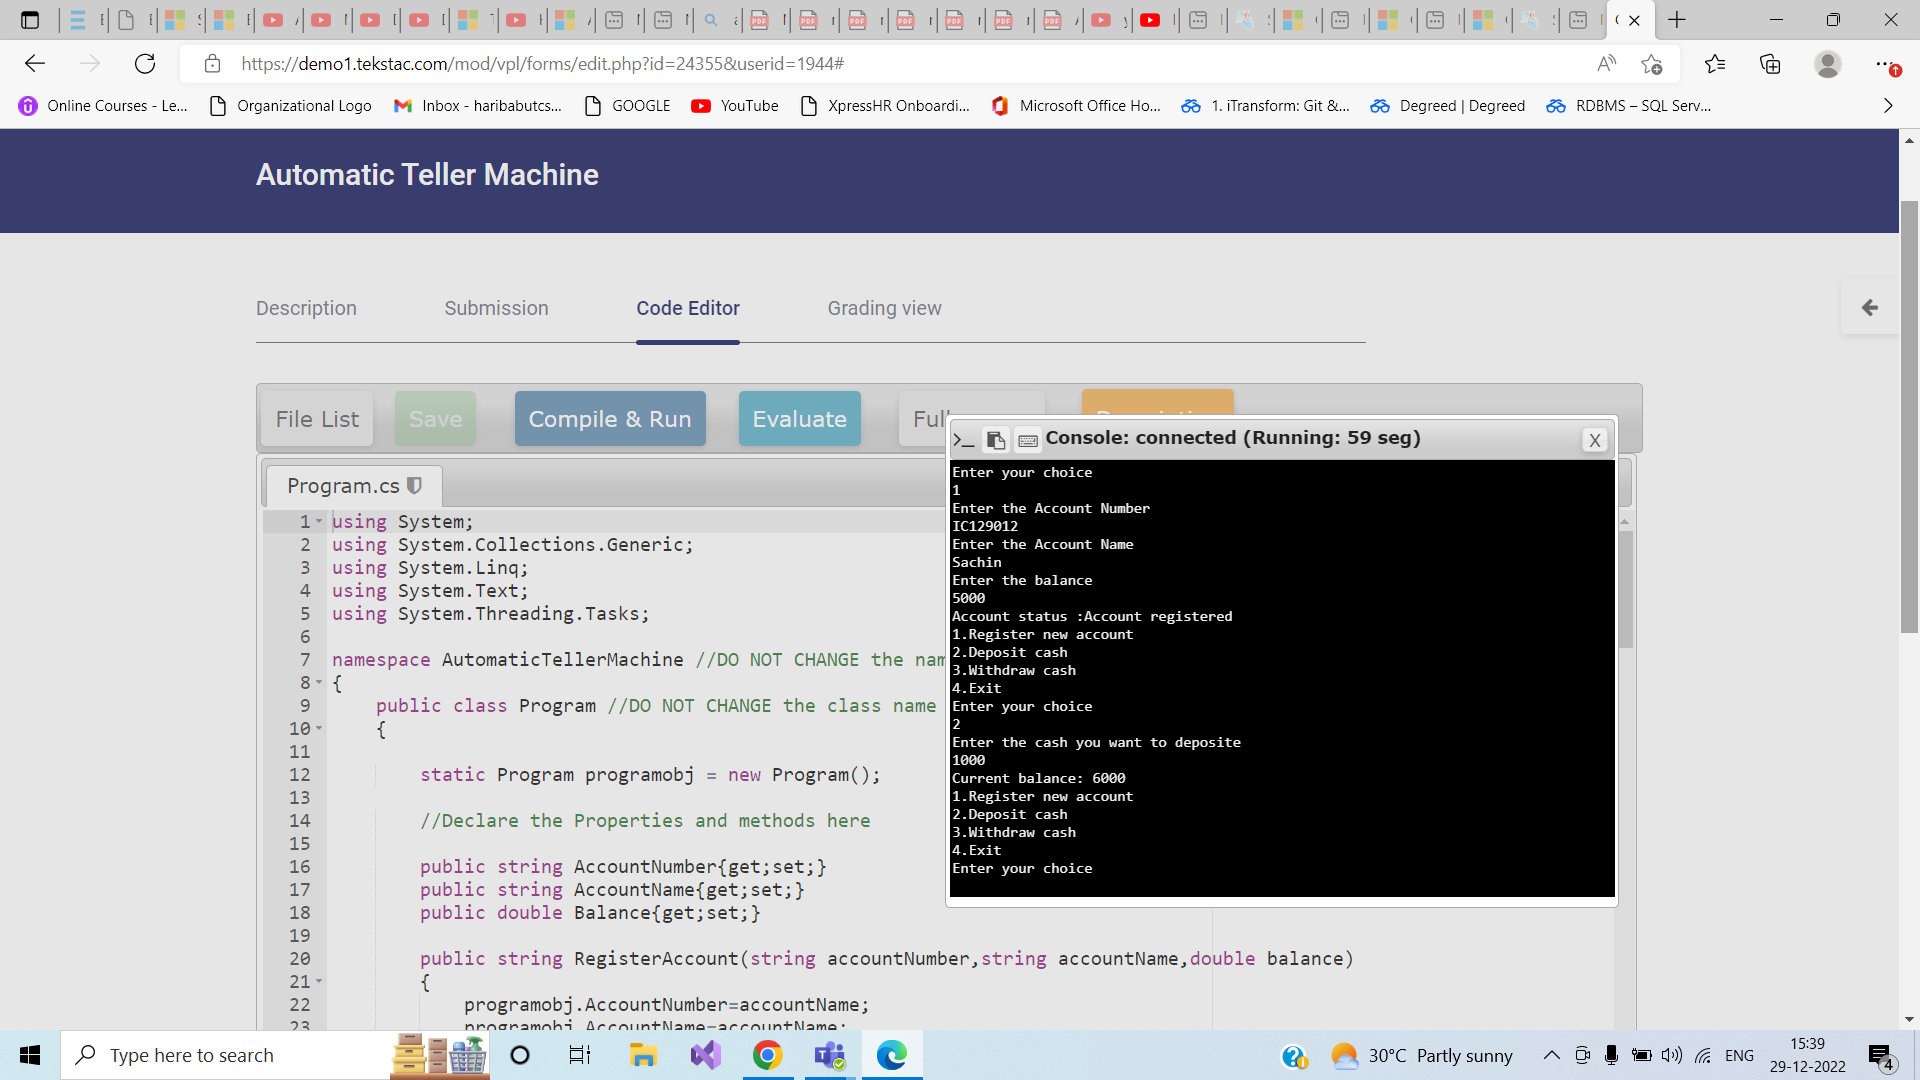 https://demo1.tekstac.com/mod/vpl/forms/edit.php?id=24355&userid=1944#
Online Courses - Le...
Organizational Logo
Inbox - haribabutcs...
GOOGLE
YouTube
XpressHR Onboardi...
Microsoft Office Ho...
1. iTransform: Git &...
Degreed | Degreed
RDBMS – SQL Serv...
Automatic Teller Machine
Description
Submission
Code Editor
Grading view
File List
Save
Compile & Run
Evaluate
Console: connected (Running: 59 seg)
X
Program.cs
1 using System;
2 using System.Collections.Generic;
3 using System.Linq;
4 using System.Text;
5 using System.Threading.Tasks;
6
7 namespace AutomaticTellerMachine //DO NOT CHANGE the nam
8 {
9 public class Program //DO NOT CHANGE the class name
10 {
11
12 static Program programobj = new Program();
13
14 //Declare the Properties and methods here
15
16 public string AccountNumber{get;set;}
17 public string AccountName{get;set;}
18 public double Balance{get;set;}
19
20 public string RegisterAccount(string accountNumber,string accountName,double balance)
21 {
22 programobj.AccountNumber=accountName;
23 programobj.AccountName=accountName;
Enter your choice
1
Enter the Account Number
IC129012
Enter the Account Name
Sachin
Enter the balance
5000
Account status :Account registered
1.Register new account
2.Deposit cash
3.Withdraw cash
4.Exit
Enter your choice
2
Enter the cash you want to deposite
1000
Current balance: 6000
1.Register new account
2.Deposit cash
3.Withdraw cash
4.Exit
Enter your choice
Type here to search
30°C Partly sunny
ENG
15:39
29-12-2022
4